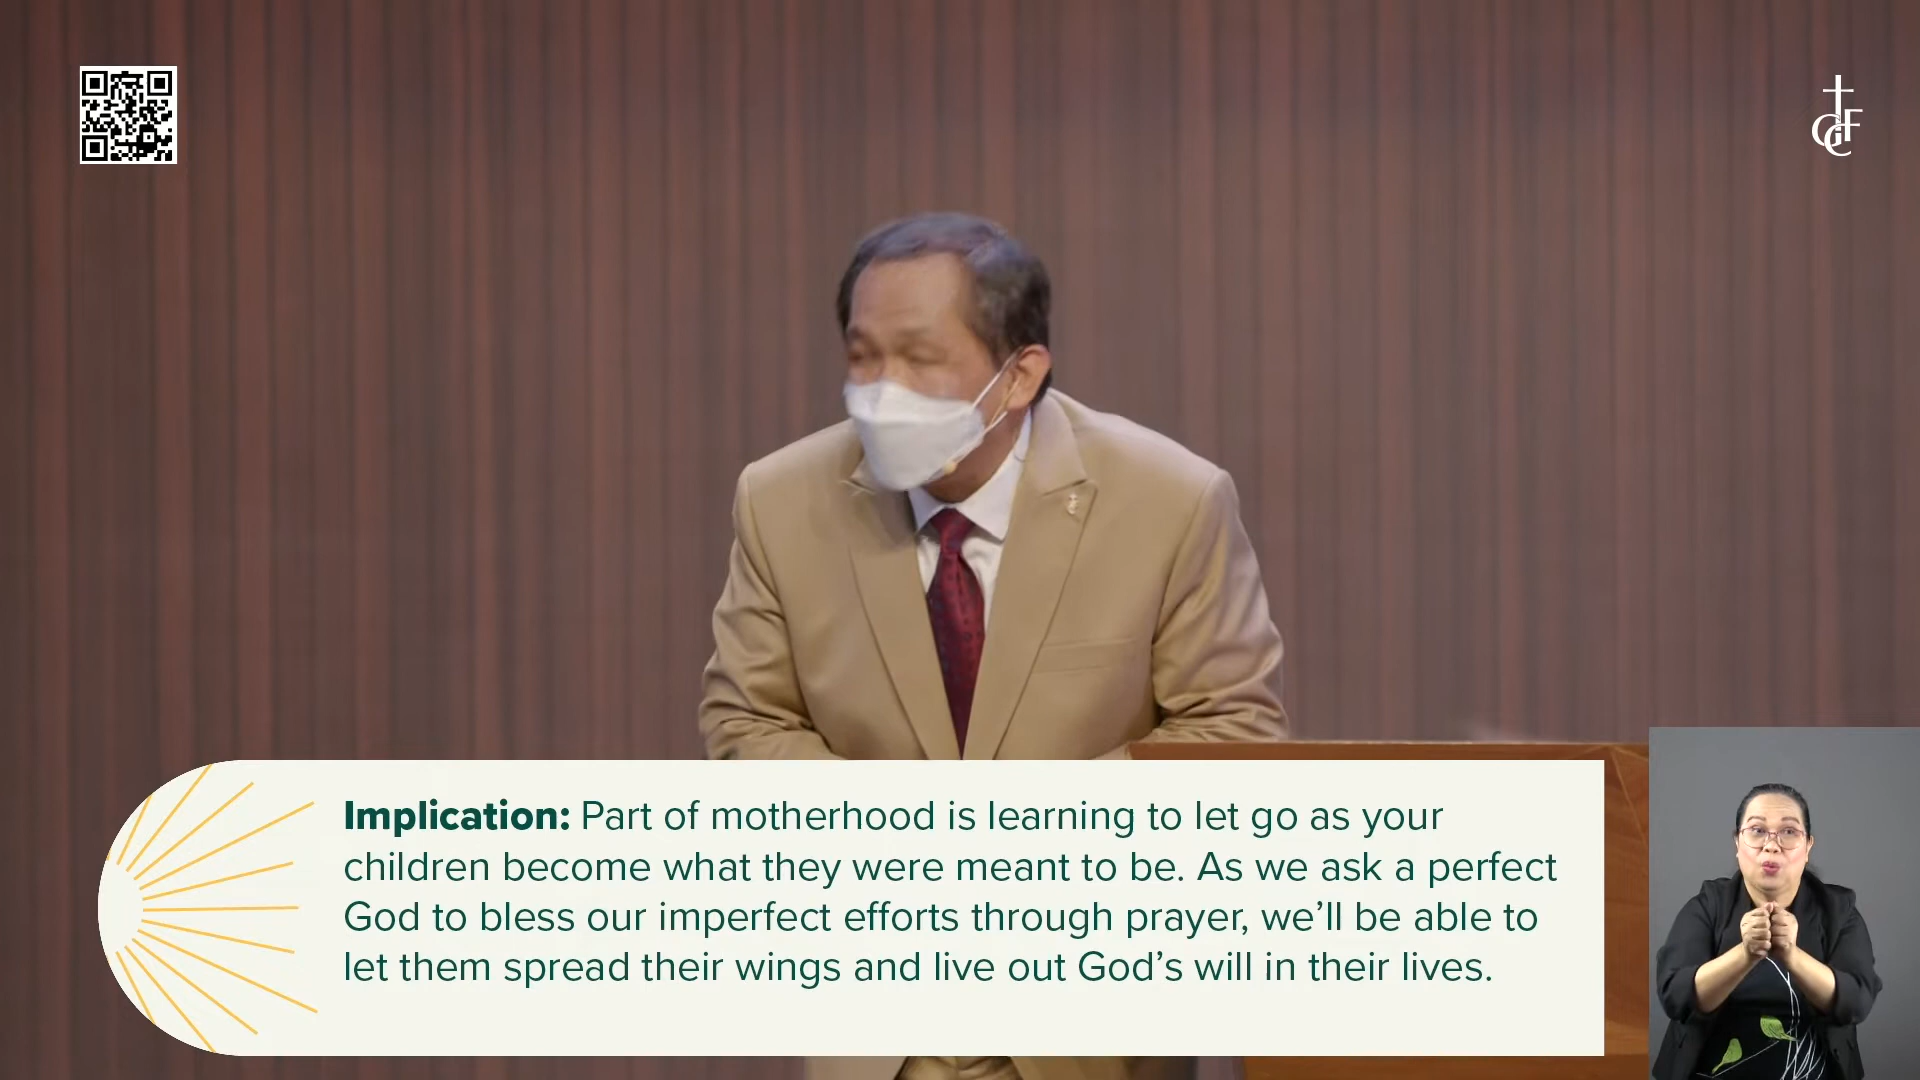 GCF
Implication: Part of motherhood is learning to let go as your
children become what they were meant to be. As we ask a perfect
God to bless our imperfect efforts through prayer, we’ll be able to
let them spread their wings and live out God’s will in their lives.